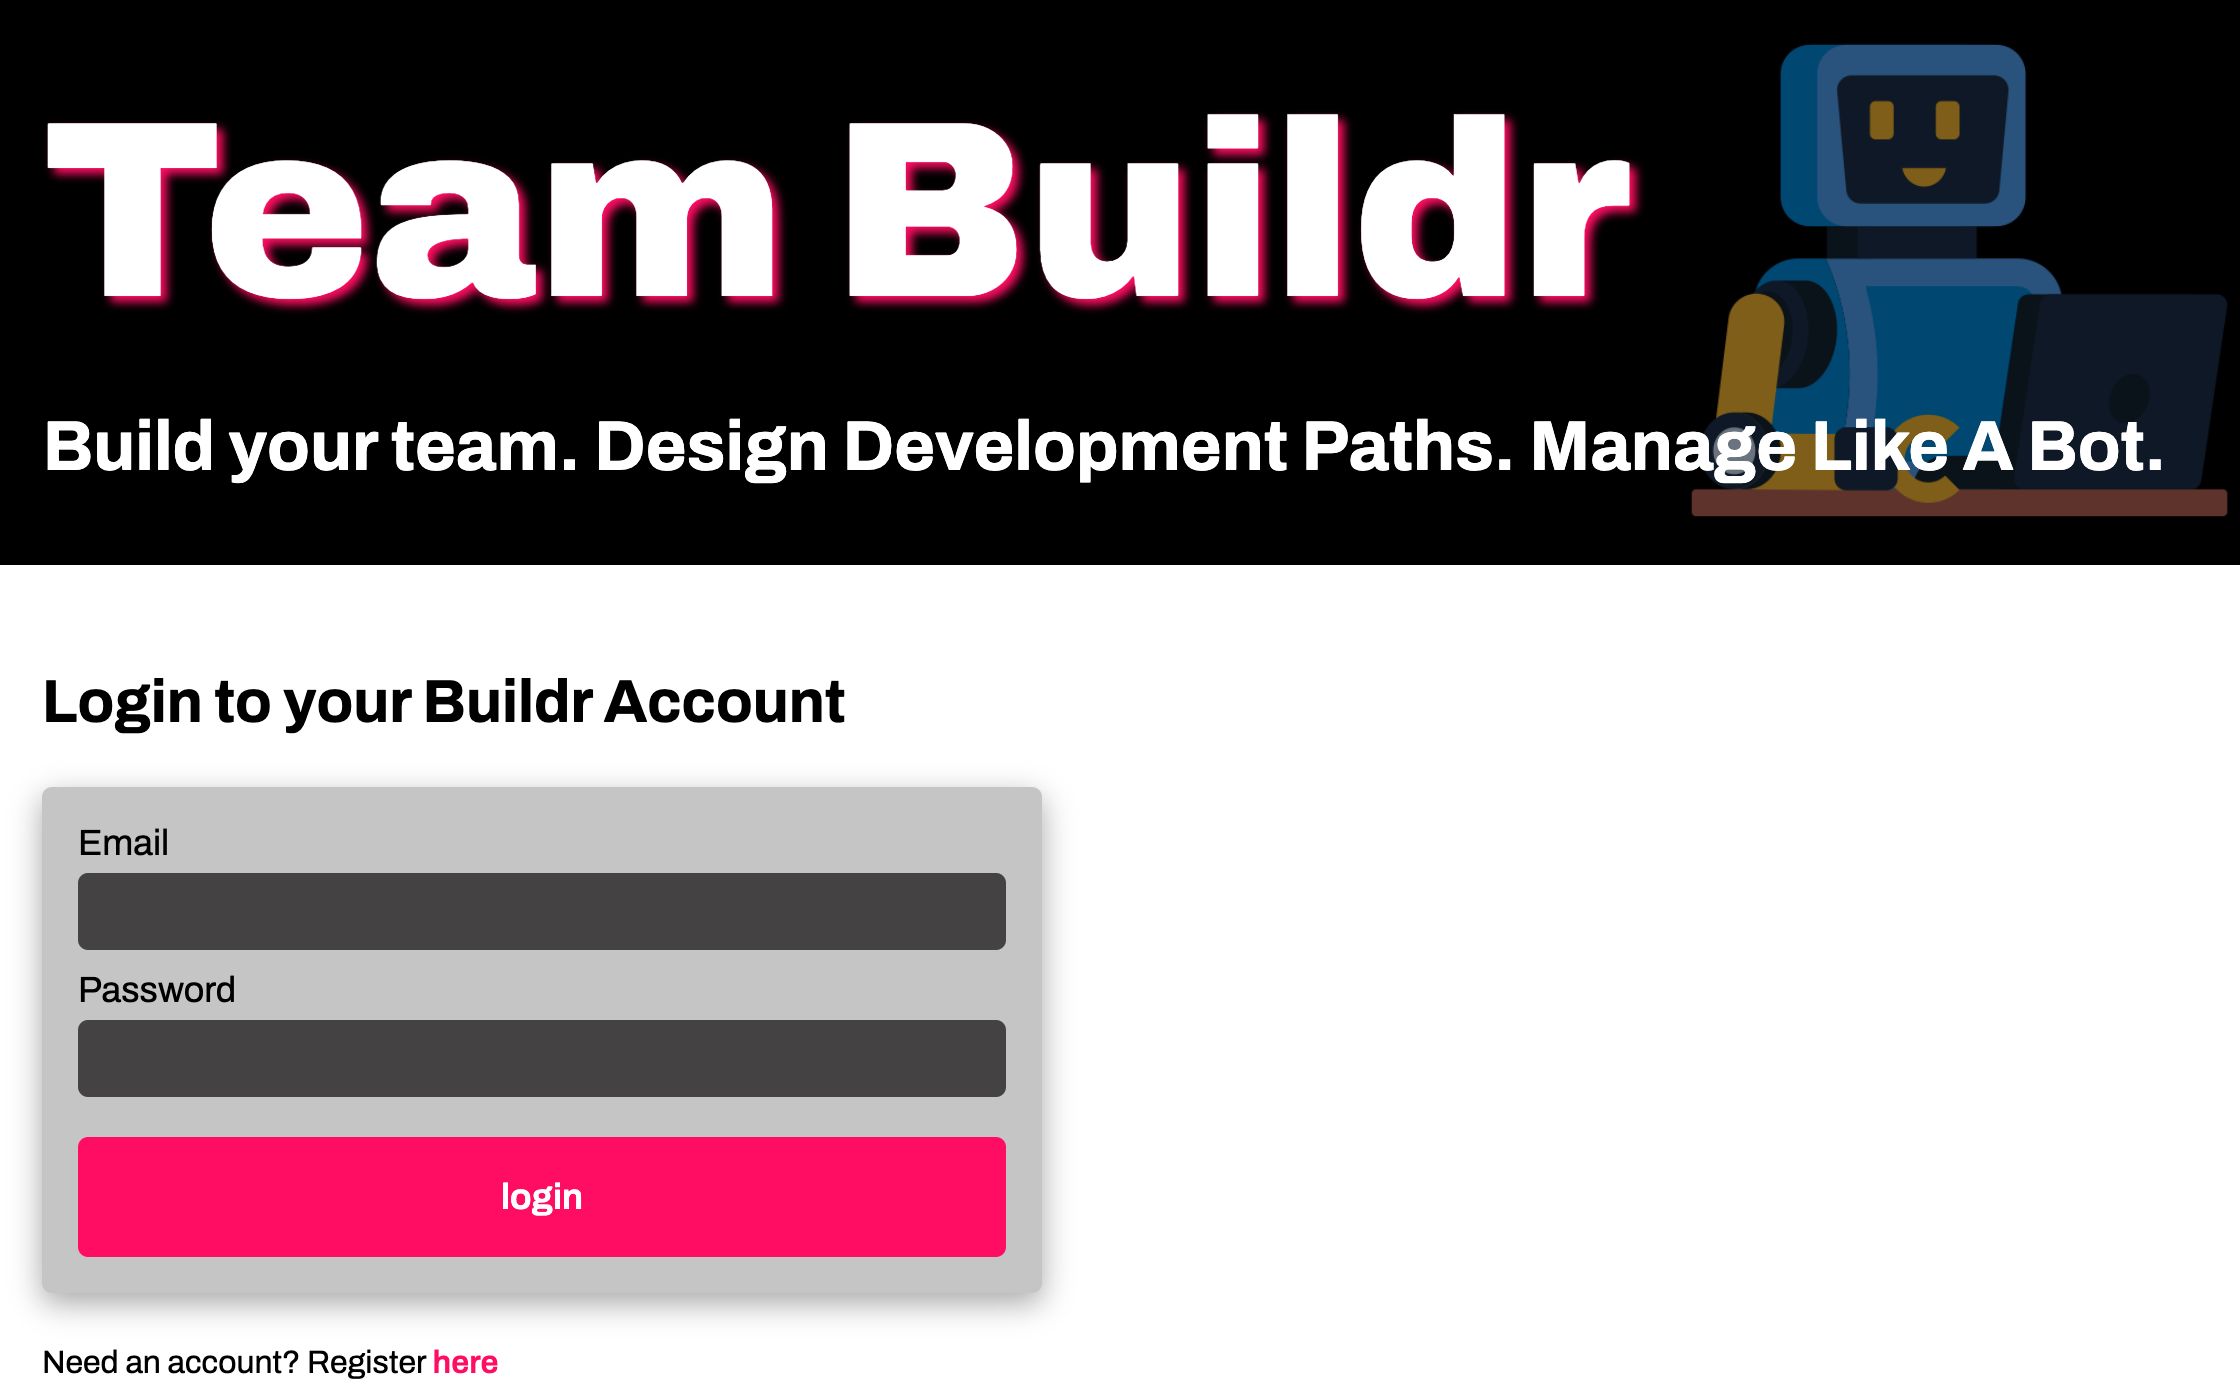 Team Buildr
Build your team. Design Development Paths. Manage Like A Bot.
Login to your Buildr Account
Email
Password
login
Need an account? Register here